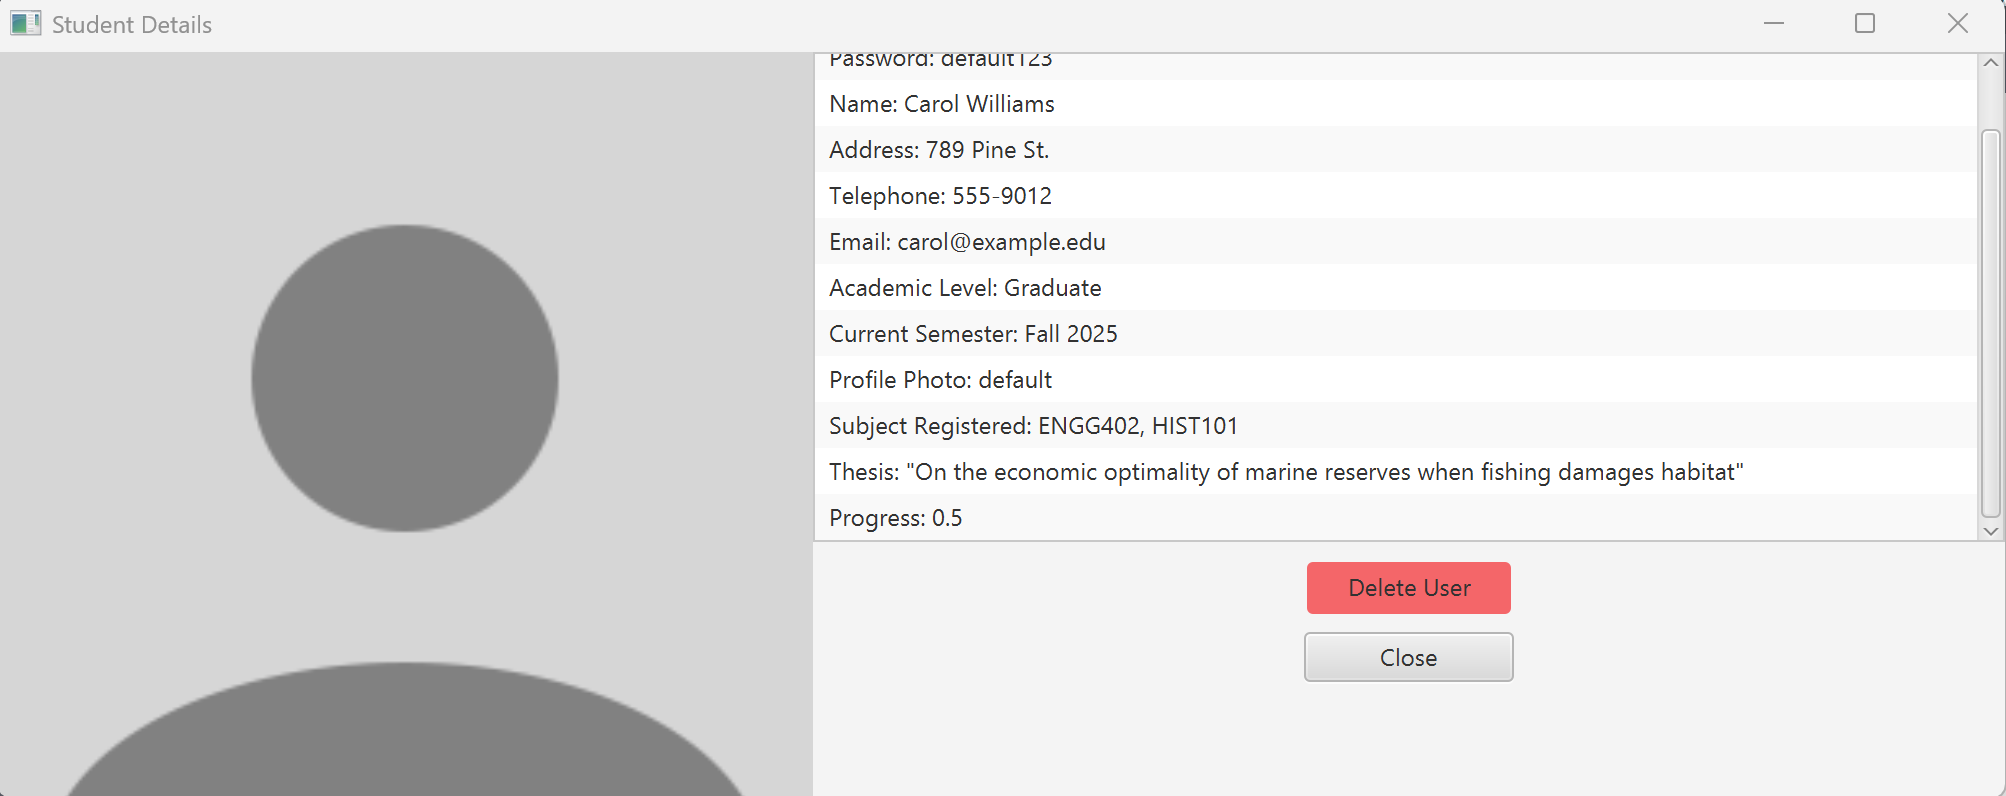 Student Details
Password: default123
Name: Carol Williams
Address: 789 Pine St.
Telephone: 555-9012
Email: carol@example.edu
Academic Level: Graduate
Current Semester: Fall 2025
Profile Photo: default
Subject Registered: ENGG402, HIST101
Thesis: "On the economic optimality of marine reserves when fishing damages habitat"
Progress: 0.5
Delete User
Close